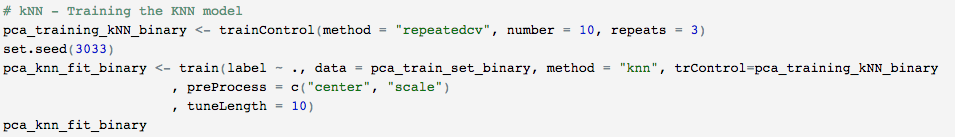 # kNN - Training the KNN model
pca_training_kNN_binary <- trainControl(method = "repeatedcv", number = 10, repeats = 3)
set.seed(3033)
pca_knn_fit_binary <- train(label ~ ., data = pca_train_set_binary, method = "knn", trControl=pca_training_kNN_binary
, preProcess = c("center", "scale")
, tuneLength = 10)
pca_knn_fit_binary